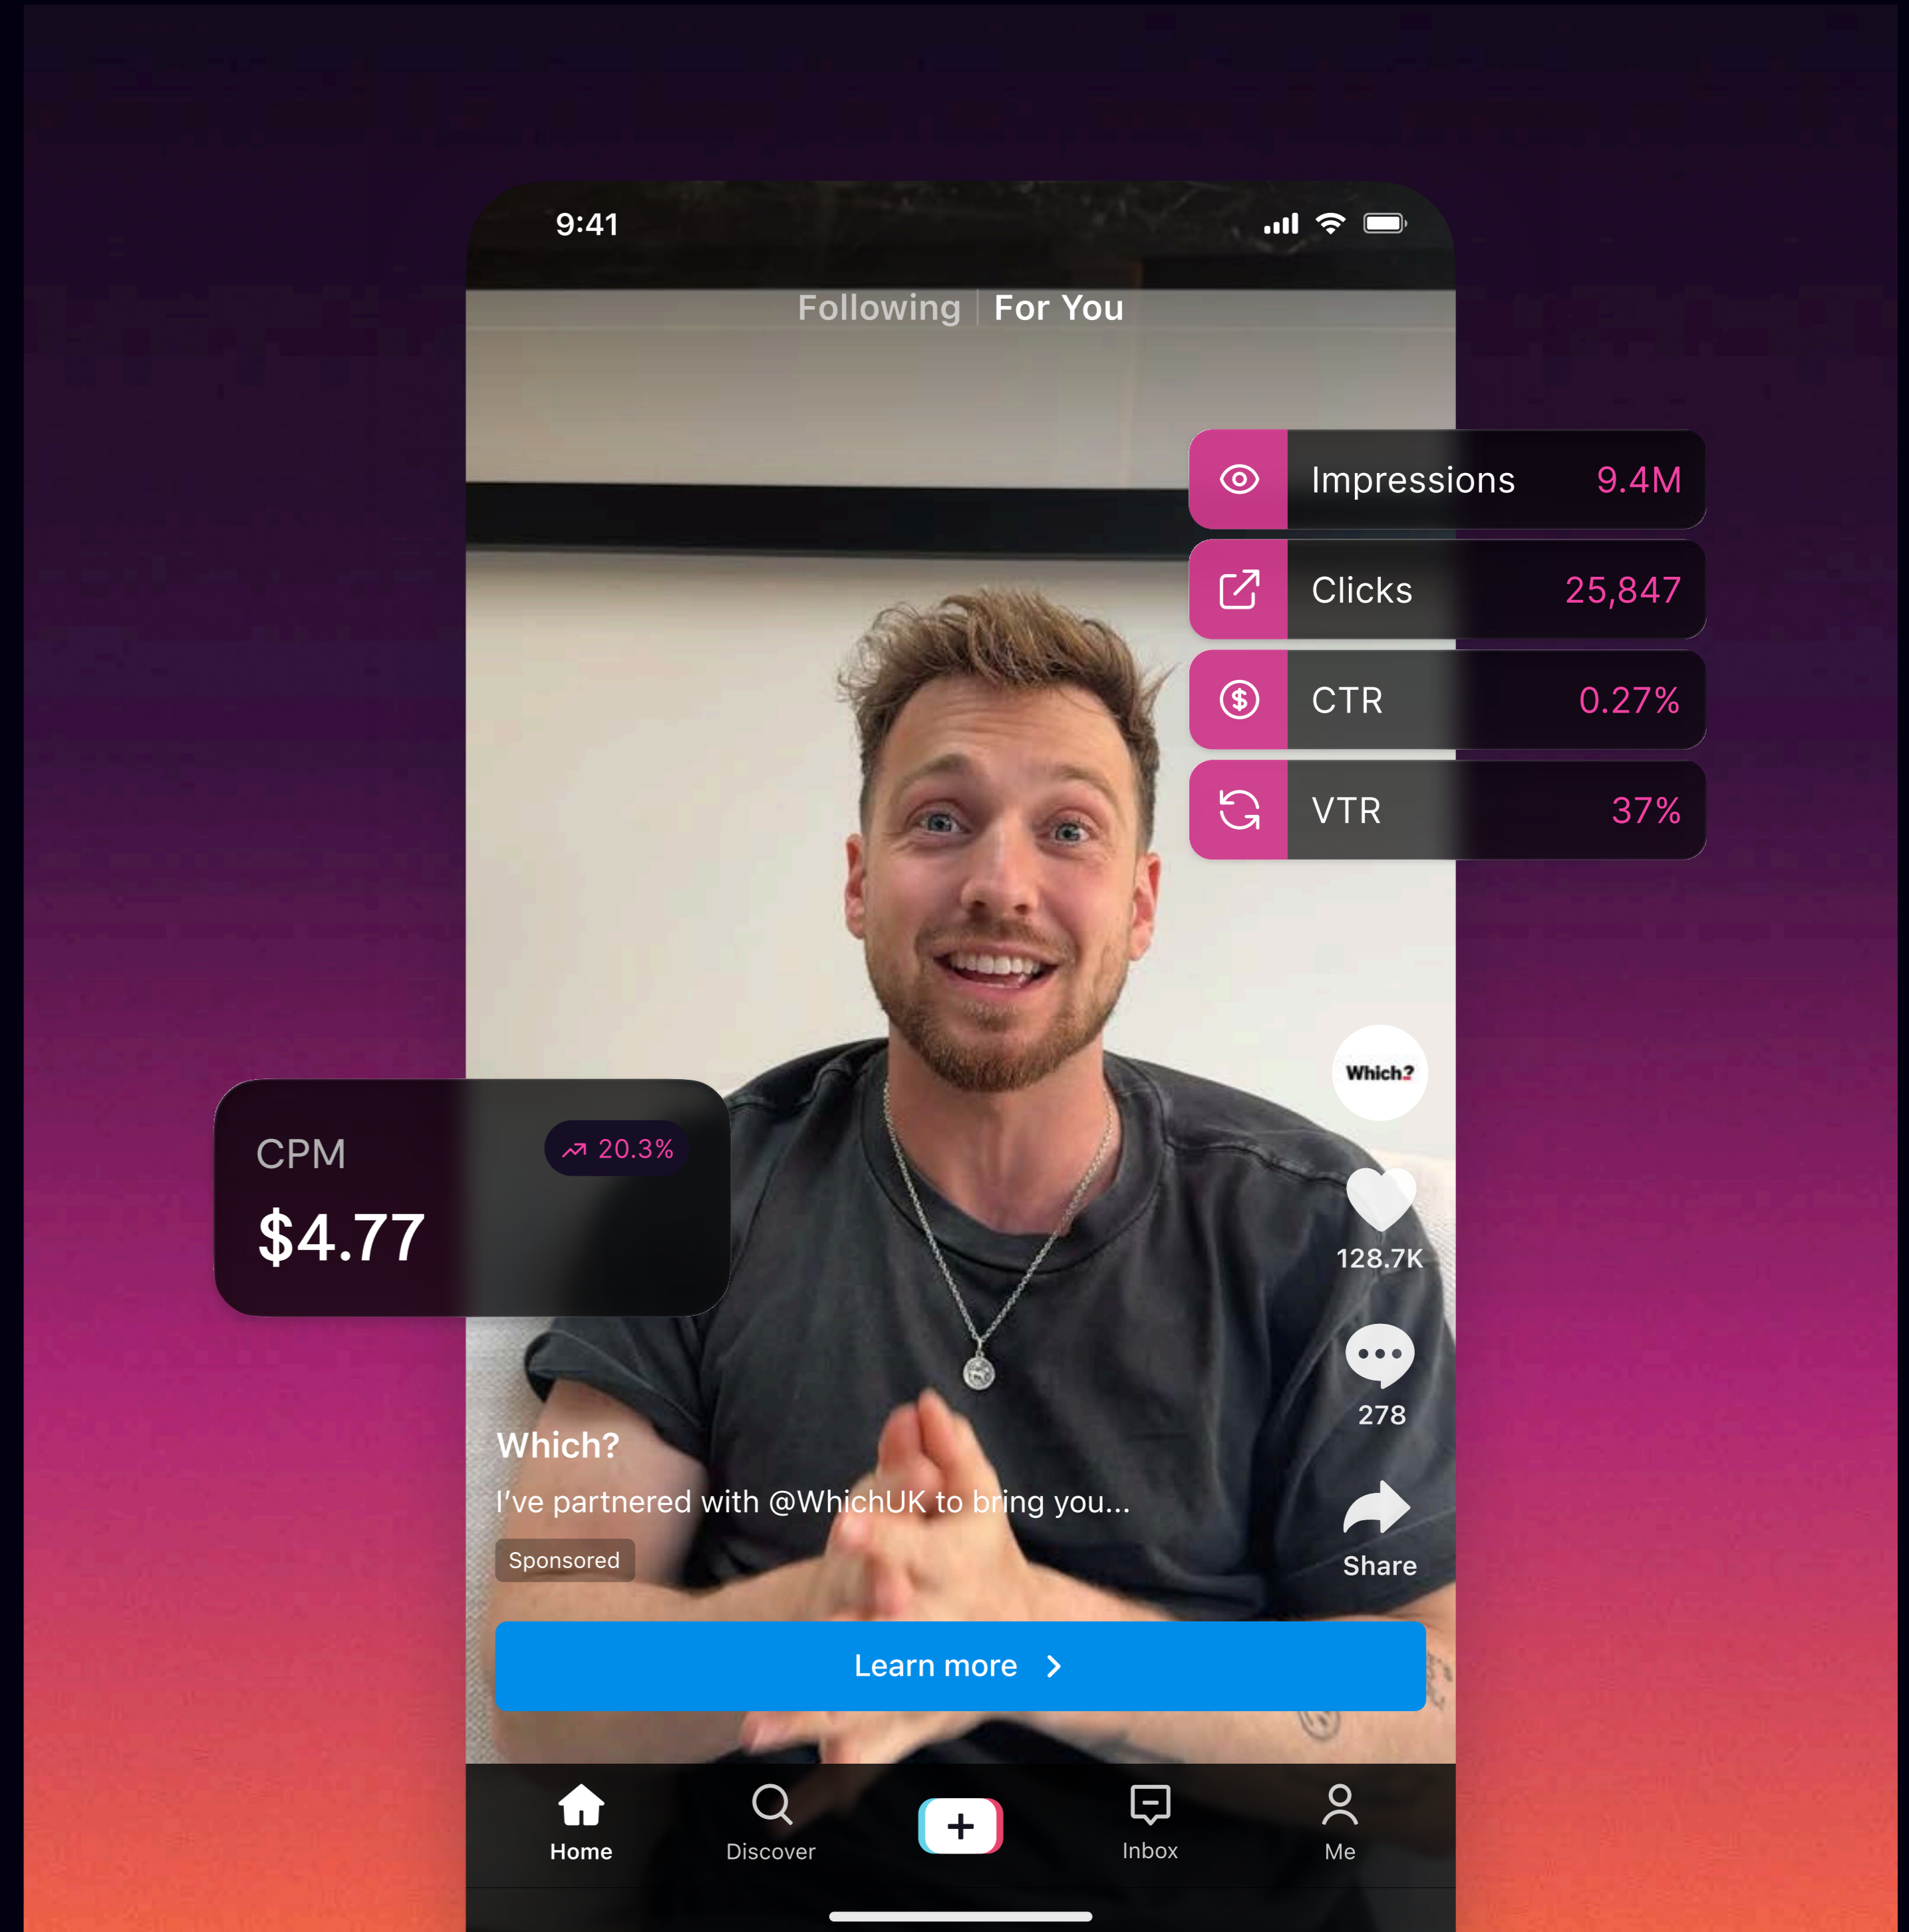 9:41
Following | For You
Impressions 9.4M
Clicks 25,847
CTR 0.27%
VTR 37%
Which?
CPM 20.3%
$4.77
128.7K
278
Which?
I’ve partnered with @WhichUK to bring you...
Sponsored
Share
Learn more
Home Discover Inbox Me